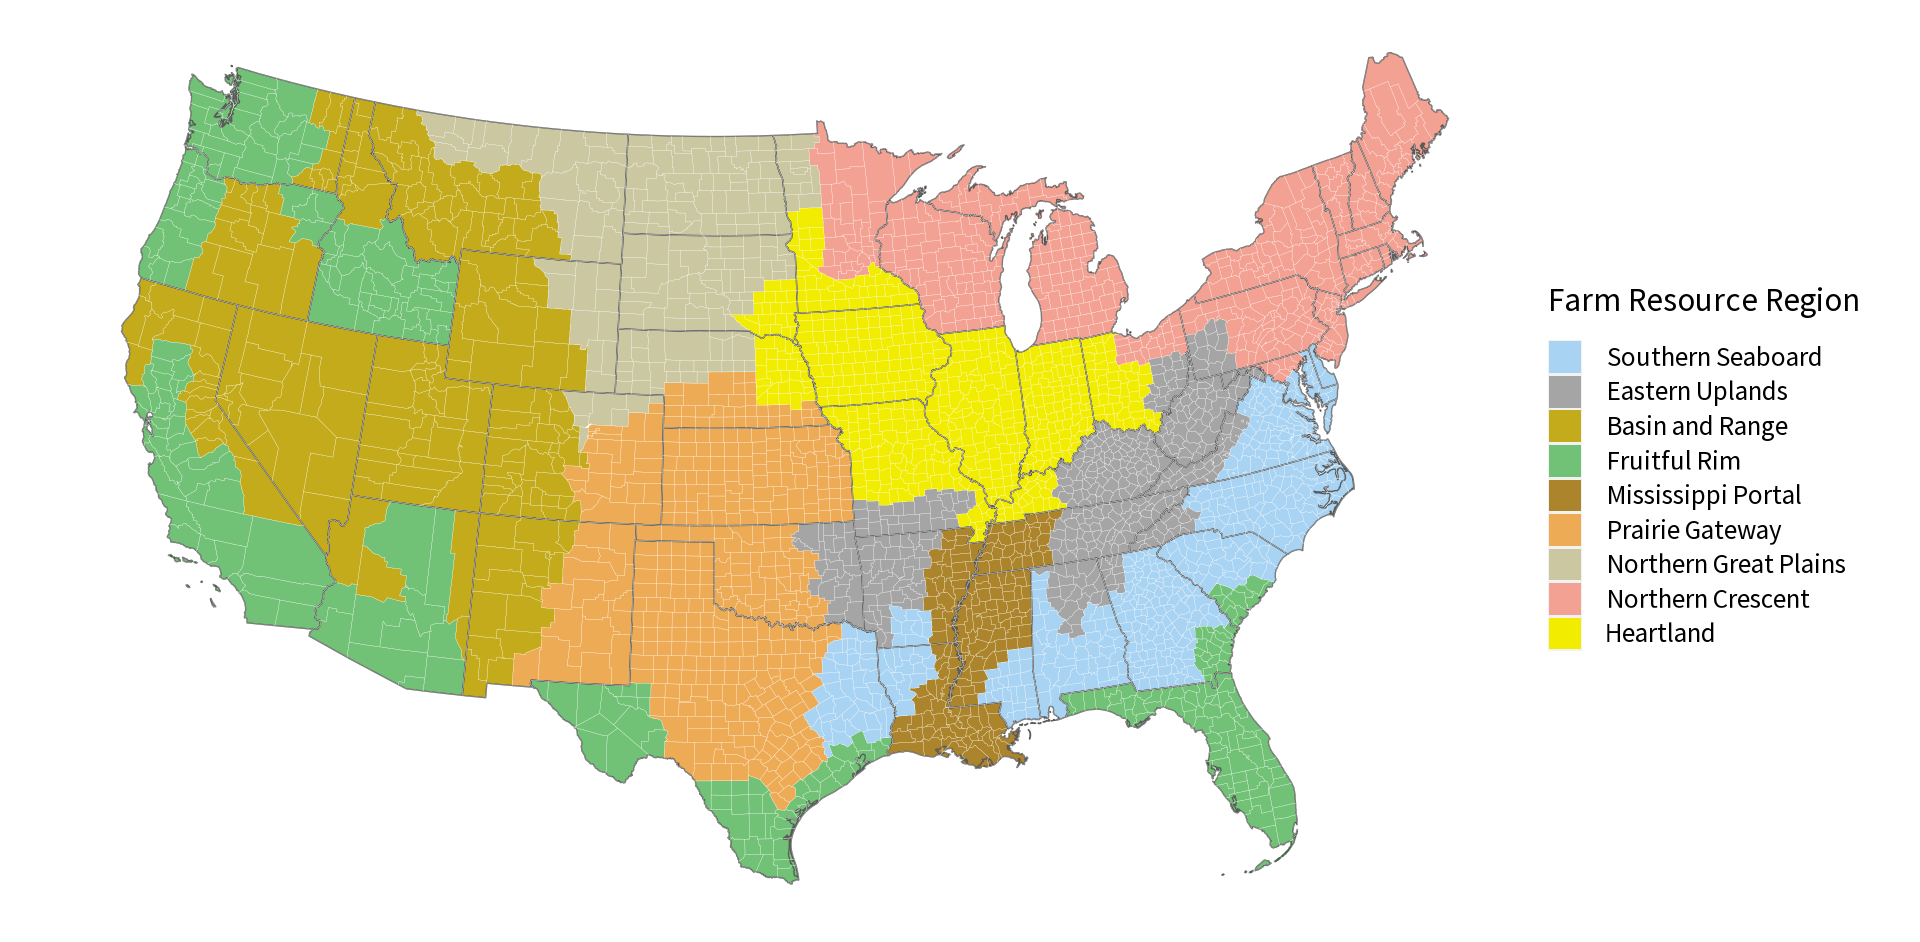 Farm Resource Region
Southern Seaboard
Eastern Uplands
Basin and Range
Fruitful Rim
Mississippi Portal
Prairie Gateway
Northern Great Plains
Northern Crescent
Heartland